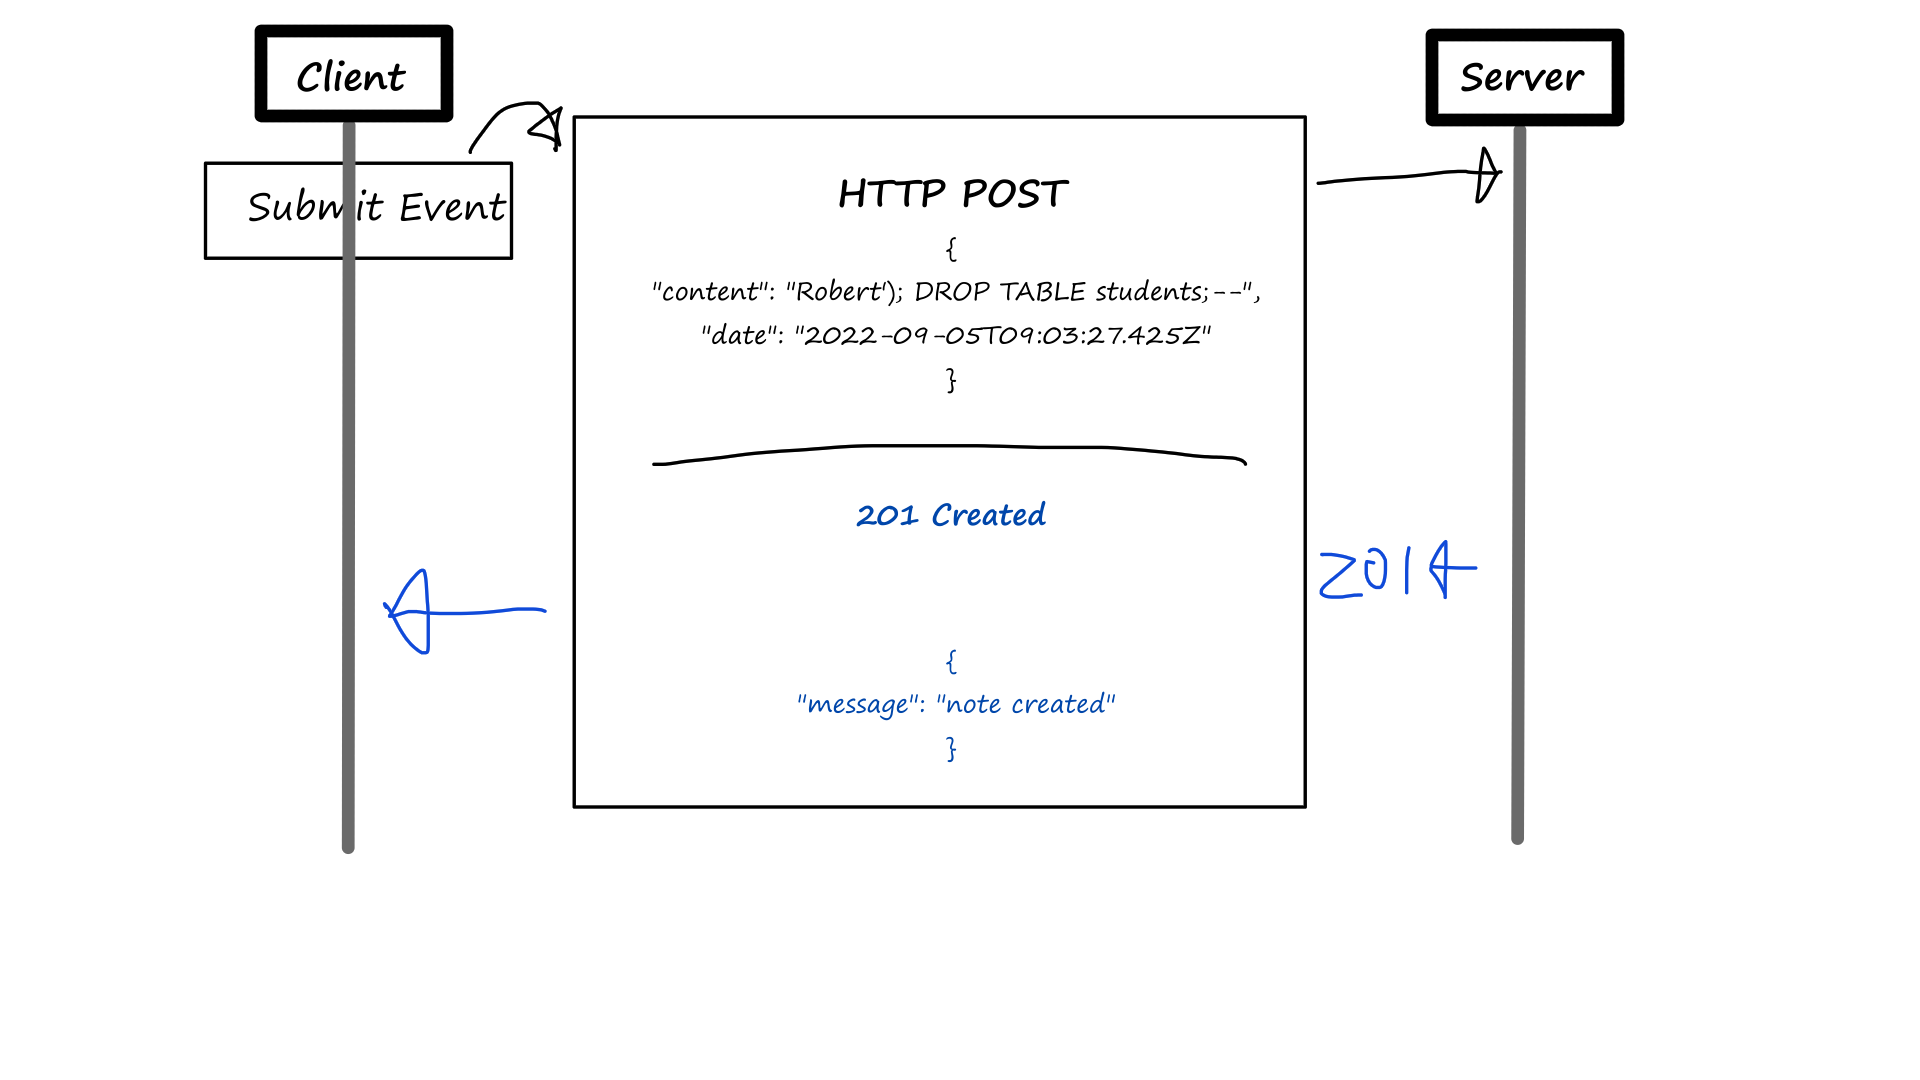 Client
Server
Submit Event
HTTP POST
{
"content": "Robert'); DROP TABLE students;--",
"date": "2022-09-05T09:03:27.425Z"
}
201 Created
201
{
"message": "note created"
}